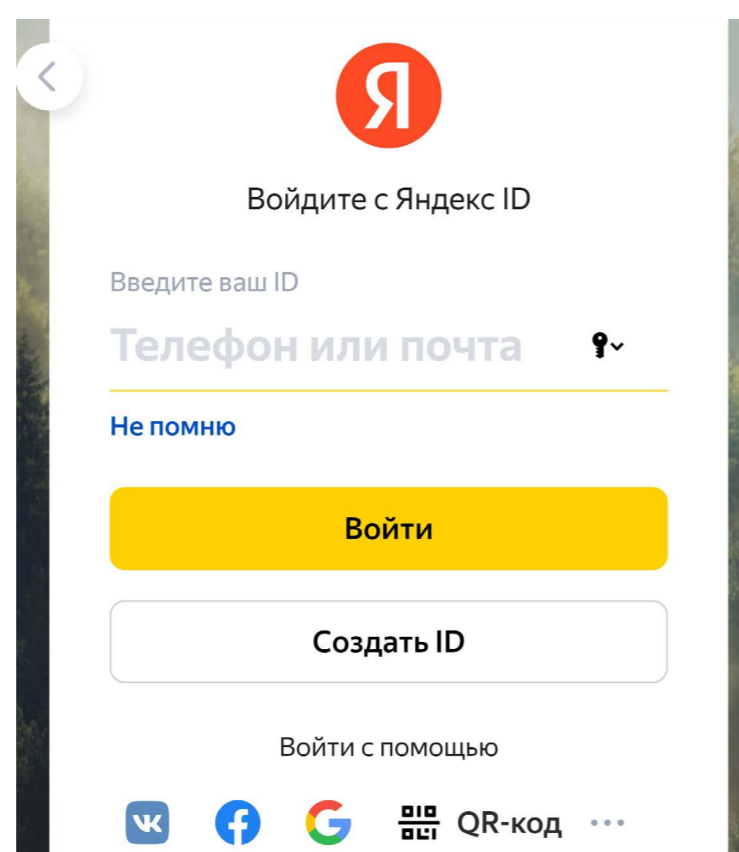 Я
Войдите с Яндекс ID
Введите ваш ID
Телефон или почта
Не помню
Войти
Создать ID
Войти с помощью
QR-код